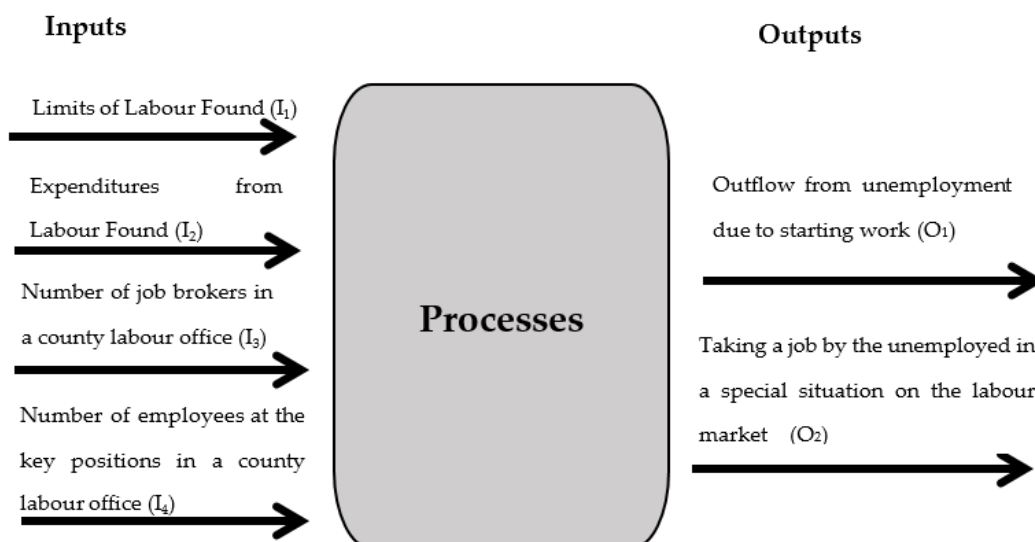 Inputs
Limits of Labour Found (I₁)
Expenditures from
Labour Found (I₂)
Number of job brokers in
a county labour office (I₃)
Number of employees at the
key positions in a county
labour office (I₄)
Processes
Outputs
Outflow from unemployment
due to starting work (O₁)
Taking a job by the unemployed in
a special situation on the labour
market (O₂)